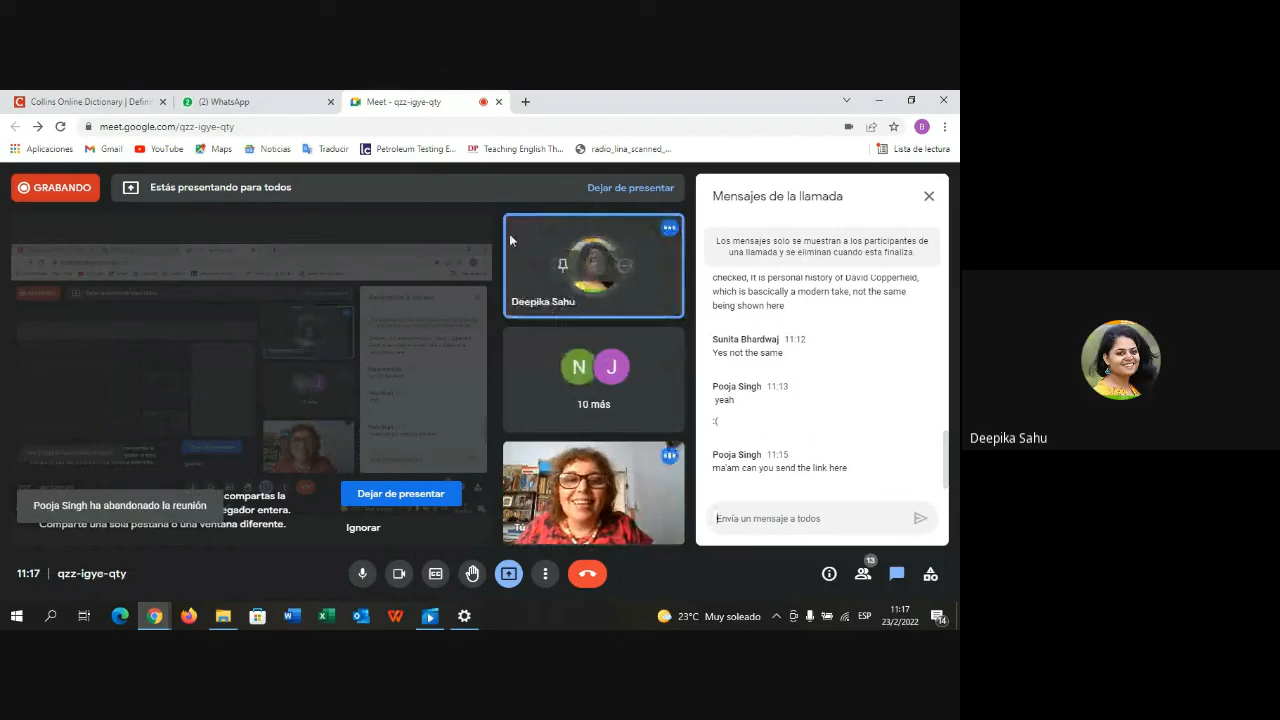 Collins Online Dictionary | Defini
(2) WhatsApp
Meet - qzz-igye-qty
meet.google.com/qzz-igye-qty
B
Aplicaciones
Gmail
YouTube
Maps
Noticias
Traducir
Petroleum Testing E...
DP Teaching English Th...
radio_lina_scanned_...
Lista de lectura
GRABANDO
Estás presentando para todos
Dejar de presentar
Deepika Sahu
N J
10 más
Tú
compartas la
egador entera.
Comparte una sola pestaña o una ventana diferente.
Pooja Singh ha abandonado la reunión
Dejar de presentar
Ignorar
Mensajes de la llamada
Los mensajes solo se muestran a los participantes de
una llamada y se eliminan cuando esta finaliza.
checked, it is personal history of David Copperfield,
which is bascically a modern take, not the same
being shown here
Sunita Bhardwaj 11:12
Yes not the same
Pooja Singh 11:13
yeah
:(
Pooja Singh 11:15
ma'am can you send the link here
Envía un mensaje a todos
11:17 | qzz-igye-qty
13
23°C Muy soleado
ESP
11:17
23/2/2022
14
Deepika Sahu